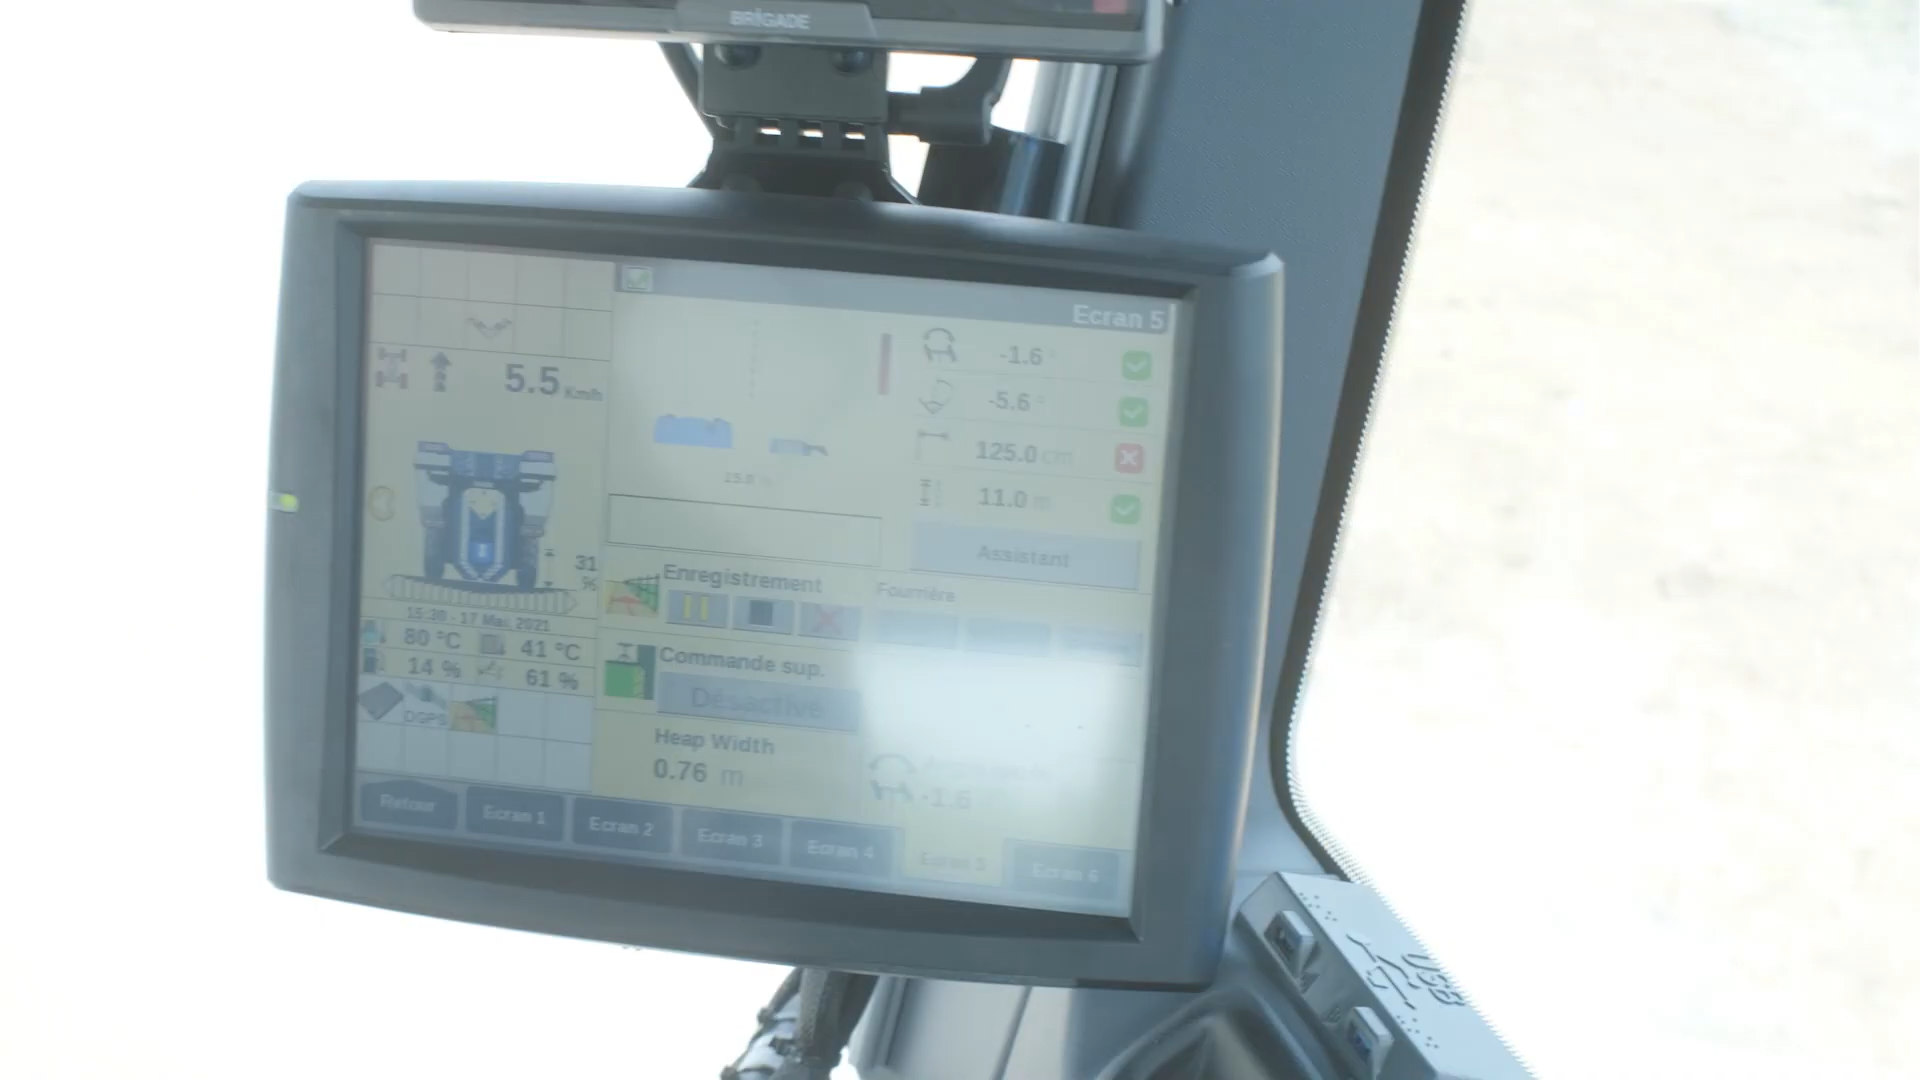 BRIGADE
Ecran 5
-1.6 °
-5.6 °
5.5 Km/h
125.0 cm
11.0 m
Assistant
31
%
Enregistrement
Fourrière
15:39 - 17 Mai, 2021
80 °C
41 °C
14 %
61 %
DGPS
Commande sup.
Désactivé
Heap Width
0.76 m
-1.6
Retour
Ecran 1
Ecran 2
Ecran 3
Ecran 4
Ecran 5
Ecran 6
USB